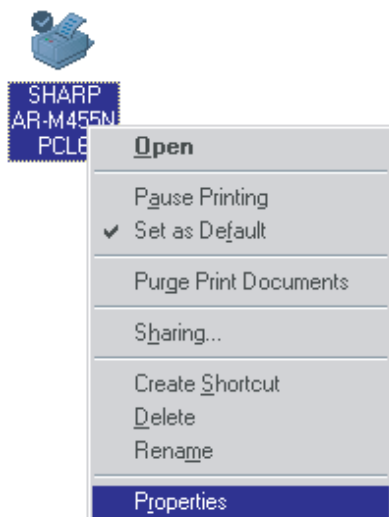 SHARP
AR-M455N
PCL6
Open
Pause Printing
Set as Default
Purge Print Documents
Sharing...
Create Shortcut
Delete
Rename
Properties